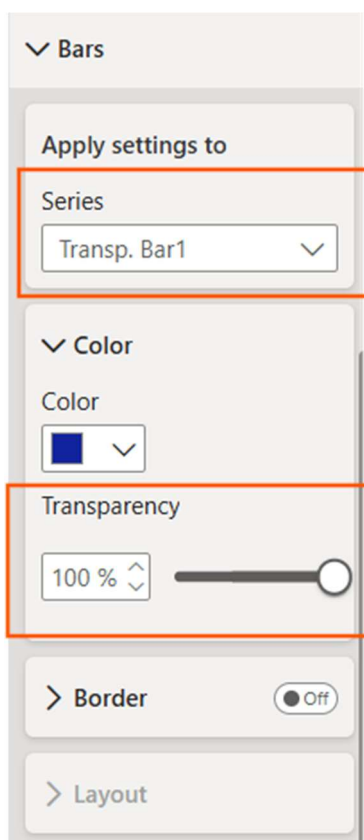 Bars
Apply settings to
Series
Transp. Bar1
Color
Color
Transparency
100 %
Border
Off
Layout